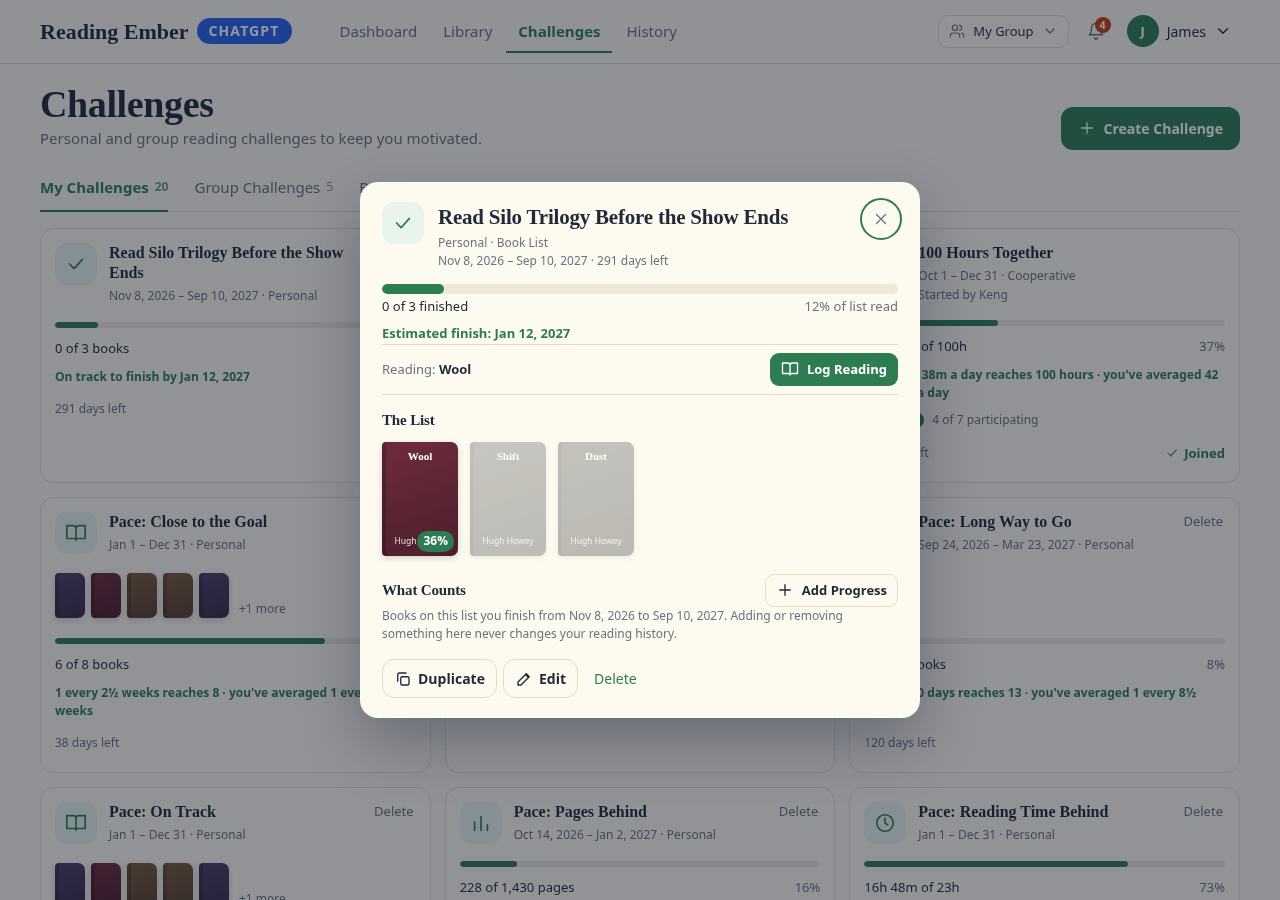 Reading Ember CHATGPT Dashboard Library Challenges History My Group 4 J James
Challenges
Personal and group reading challenges to keep you motivated.
Create Challenge
My Challenges 20 Group Challenges 5
Read Silo Trilogy Before the Show
Ends
Nov 8, 2026 – Sep 10, 2027 · Personal
0 of 3 books
On track to finish by Jan 12, 2027
291 days left
100 Hours Together
Oct 1 – Dec 31 · Cooperative
Started by Keng
of 100h 37%
38m a day reaches 100 hours · you've averaged 42
a day
4 of 7 participating
Joined
Read Silo Trilogy Before the Show Ends
Personal · Book List
Nov 8, 2026 – Sep 10, 2027 · 291 days left
0 of 3 finished 12% of list read
Estimated finish: Jan 12, 2027
Reading: Wool Log Reading
The List
Wool Shift Dust
Hugh 36% Hugh Howey Hugh Howey
What Counts Add Progress
Books on this list you finish from Nov 8, 2026 to Sep 10, 2027. Adding or removing
something here never changes your reading history.
Duplicate Edit Delete
Pace: Close to the Goal
Jan 1 – Dec 31 · Personal
+1 more
6 of 8 books
1 every 2½ weeks reaches 8 · you've averaged 1 eve
weeks
38 days left
Pace: Long Way to Go Delete
Sep 24, 2026 – Mar 23, 2027 · Personal
8%
days reaches 13 · you've averaged 1 every 8½
120 days left
Pace: On Track Delete
Jan 1 – Dec 31 · Personal
+1 more
Pace: Pages Behind Delete
Oct 14, 2026 – Jan 2, 2027 · Personal
228 of 1,430 pages 16%
Pace: Reading Time Behind Delete
Jan 1 – Dec 31 · Personal
16h 48m of 23h 73%